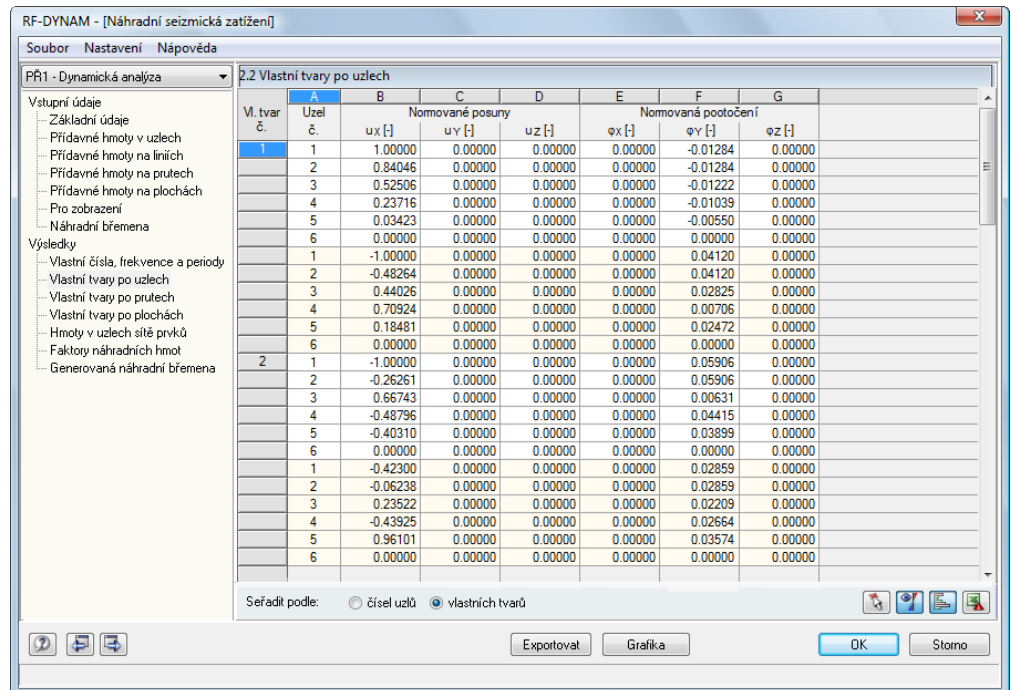 RF-DYNAM - [Náhradní seizmická zatížení]
Soubor Nastavení Nápověda
PŘ1 - Dynamická analýza
Vstupní údaje
Základní údaje
Přídavné hmoty v uzlech
Přídavné hmoty na liniích
Přídavné hmoty na prutech
Přídavné hmoty na plochách
Pro zobrazení
Náhradní břemena
Výsledky
Vlastní čísla, frekvence a periody
Vlastní tvary po uzlech
Vlastní tvary po prutech
Vlastní tvary po plochách
Hmoty v uzlech sítě prvků
Faktory náhradních hmot
Generovaná náhradní břemena
2.2 Vlastní tvary po uzlech
A B C D E F G
Vl. tvar Uzel Normované posuny Normovaná pootočení
č. č. uX [-] uY [-] uZ [-] φX [-] φY [-] φZ [-]
1 1 1.00000 0.00000 0.00000 0.00000 -0.01284 0.00000
2 0.84046 0.00000 0.00000 0.00000 -0.01284 0.00000
3 0.52506 0.00000 0.00000 0.00000 -0.01222 0.00000
4 0.23716 0.00000 0.00000 0.00000 -0.01039 0.00000
5 0.03423 0.00000 0.00000 0.00000 -0.00550 0.00000
6 0.00000 0.00000 0.00000 0.00000 0.00000 0.00000
1 -1.00000 0.00000 0.00000 0.00000 0.04120 0.00000
2 -0.48264 0.00000 0.00000 0.00000 0.04120 0.00000
3 0.44026 0.00000 0.00000 0.00000 0.02825 0.00000
4 0.70924 0.00000 0.00000 0.00000 0.00706 0.00000
5 0.18481 0.00000 0.00000 0.00000 0.02472 0.00000
6 0.00000 0.00000 0.00000 0.00000 0.00000 0.00000
2 1 -1.00000 0.00000 0.00000 0.00000 0.05906 0.00000
2 -0.26261 0.00000 0.00000 0.00000 0.05906 0.00000
3 0.66743 0.00000 0.00000 0.00000 0.00631 0.00000
4 -0.48796 0.00000 0.00000 0.00000 0.04415 0.00000
5 -0.40310 0.00000 0.00000 0.00000 0.03899 0.00000
6 0.00000 0.00000 0.00000 0.00000 0.00000 0.00000
1 -0.42300 0.00000 0.00000 0.00000 0.02859 0.00000
2 -0.06238 0.00000 0.00000 0.00000 0.02859 0.00000
3 0.23522 0.00000 0.00000 0.00000 0.02209 0.00000
4 -0.43925 0.00000 0.00000 0.00000 0.02664 0.00000
5 0.96101 0.00000 0.00000 0.00000 0.03574 0.00000
6 0.00000 0.00000 0.00000 0.00000 0.00000 0.00000
Seřadit podle: čísel uzlů vlastních tvarů
Exportovat Grafika OK Storno